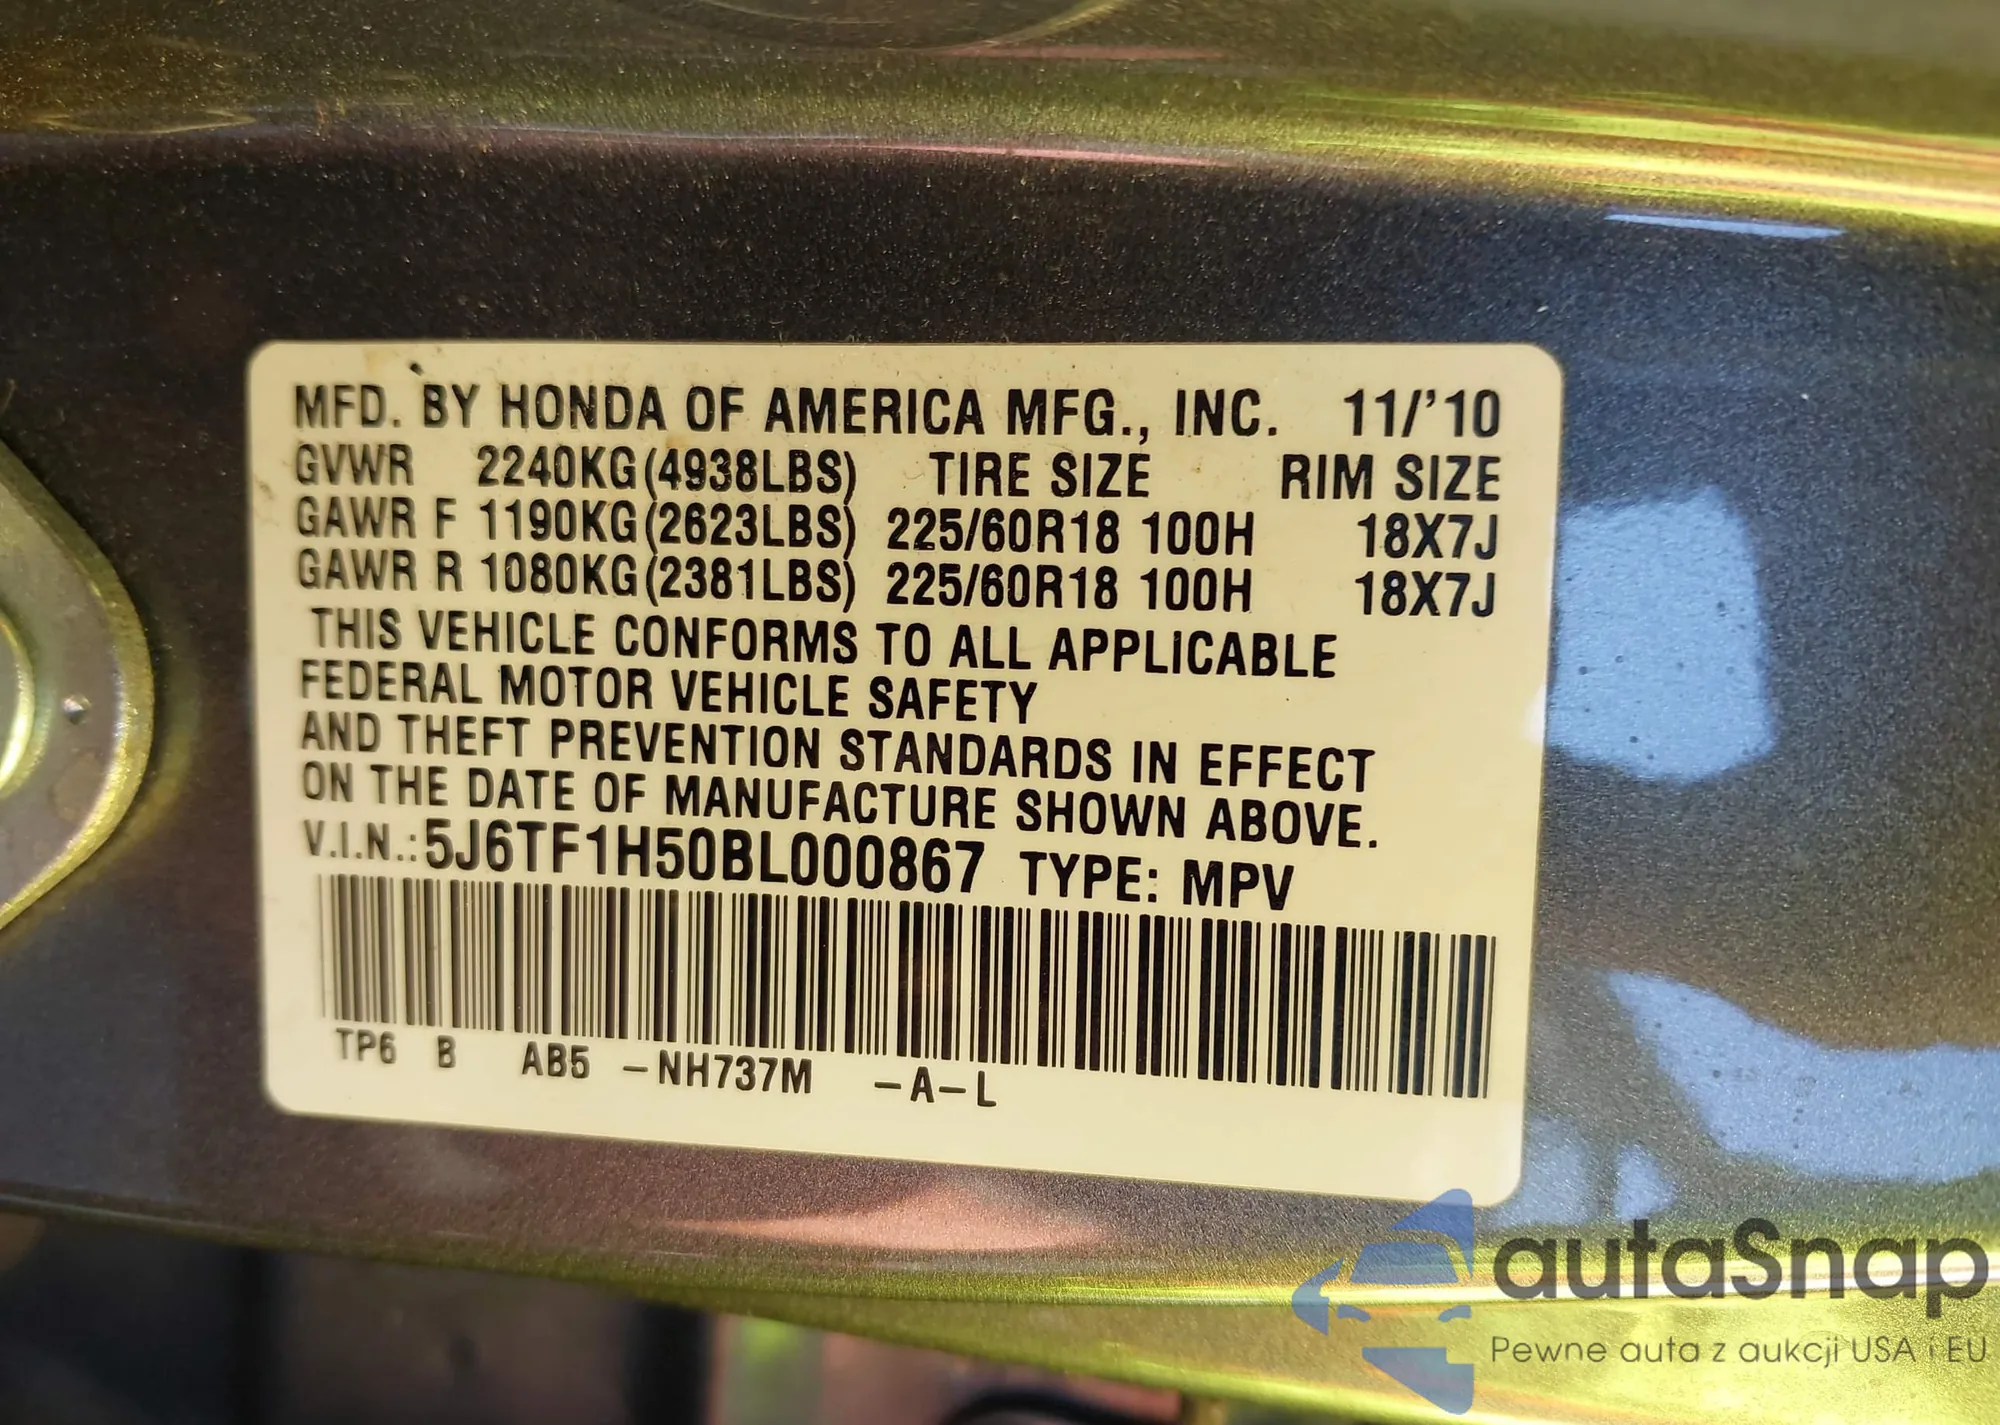 MFD. BY HONDA OF AMERICA MFG., INC. 11/'10
GVWR 2240KG(4938LBS) TIRE SIZE RIM SIZE
GAWR F 1190KG(2623LBS) 225/60R18 100H 18X7J
GAWR R 1080KG(2381LBS) 225/60R18 100H 18X7J
THIS VEHICLE CONFORMS TO ALL APPLICABLE
FEDERAL MOTOR VEHICLE SAFETY
AND THEFT PREVENTION STANDARDS IN EFFECT
ON THE DATE OF MANUFACTURE SHOWN ABOVE.
V.I.N.:5J6TF1H50BL000867 TYPE: MPV
TP6 B AB5 -NH737M -A-L
autaSnap
Pewne auta z aukcji USA i EU